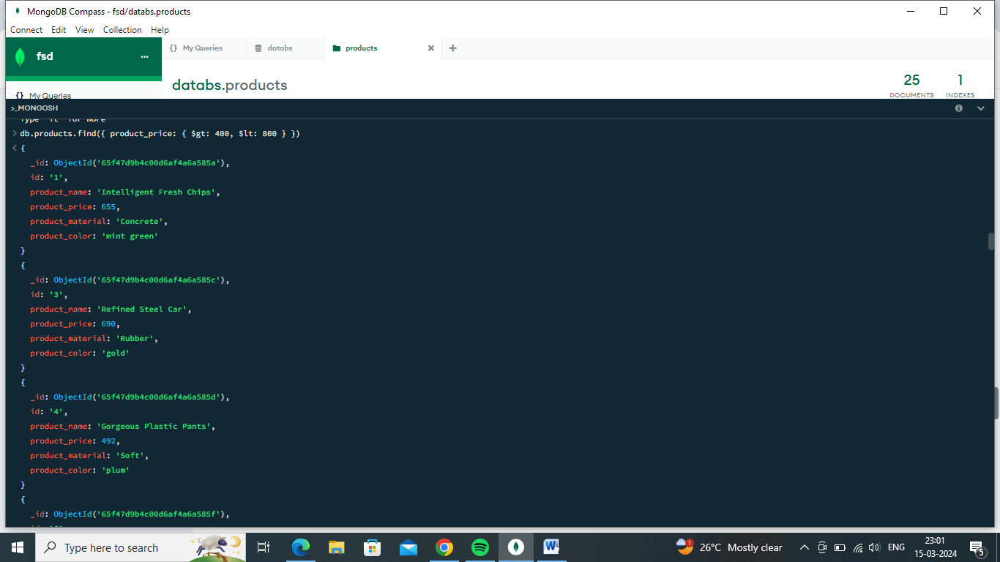 MongoDB Compass - fsd/databs.products
Connect Edit View Collection Help
fsd
My Queries
databs
products
{} My Queries
databs.products
25
DOCUMENTS
1
INDEXES
>_MONGOSH
Type "it" for more
> db.products.find({ product_price: { $gt: 400, $lt: 800 } })
< {
_id: ObjectId('65f47d9b4c00d6af4a6a585a'),
id: '1',
product_name: 'Intelligent Fresh Chips',
product_price: 655,
product_material: 'Concrete',
product_color: 'mint green'
}
{
_id: ObjectId('65f47d9b4c00d6af4a6a585c'),
id: '3',
product_name: 'Refined Steel Car',
product_price: 690,
product_material: 'Rubber',
product_color: 'gold'
}
{
_id: ObjectId('65f47d9b4c00d6af4a6a585d'),
id: '4',
product_name: 'Gorgeous Plastic Pants',
product_price: 492,
product_material: 'Soft',
product_color: 'plum'
}
{
_id: ObjectId('65f47d9b4c00d6af4a6a585f'),
Type here to search
1
26°C Mostly clear
ENG
23:01
15-03-2024
5